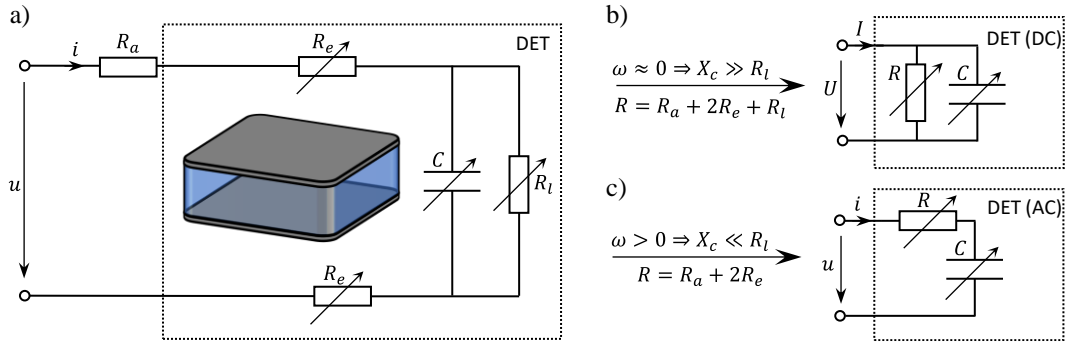 a)
i
R_a
R_e
DET
u
C
R_l
R_e
b)
ω ≈ 0 ⇒ X_c ≫ R_l
R = R_a + 2R_e + R_l
I
DET (DC)
U
R
C
c)
ω > 0 ⇒ X_c ≪ R_l
R = R_a + 2R_e
i
R
DET (AC)
u
C